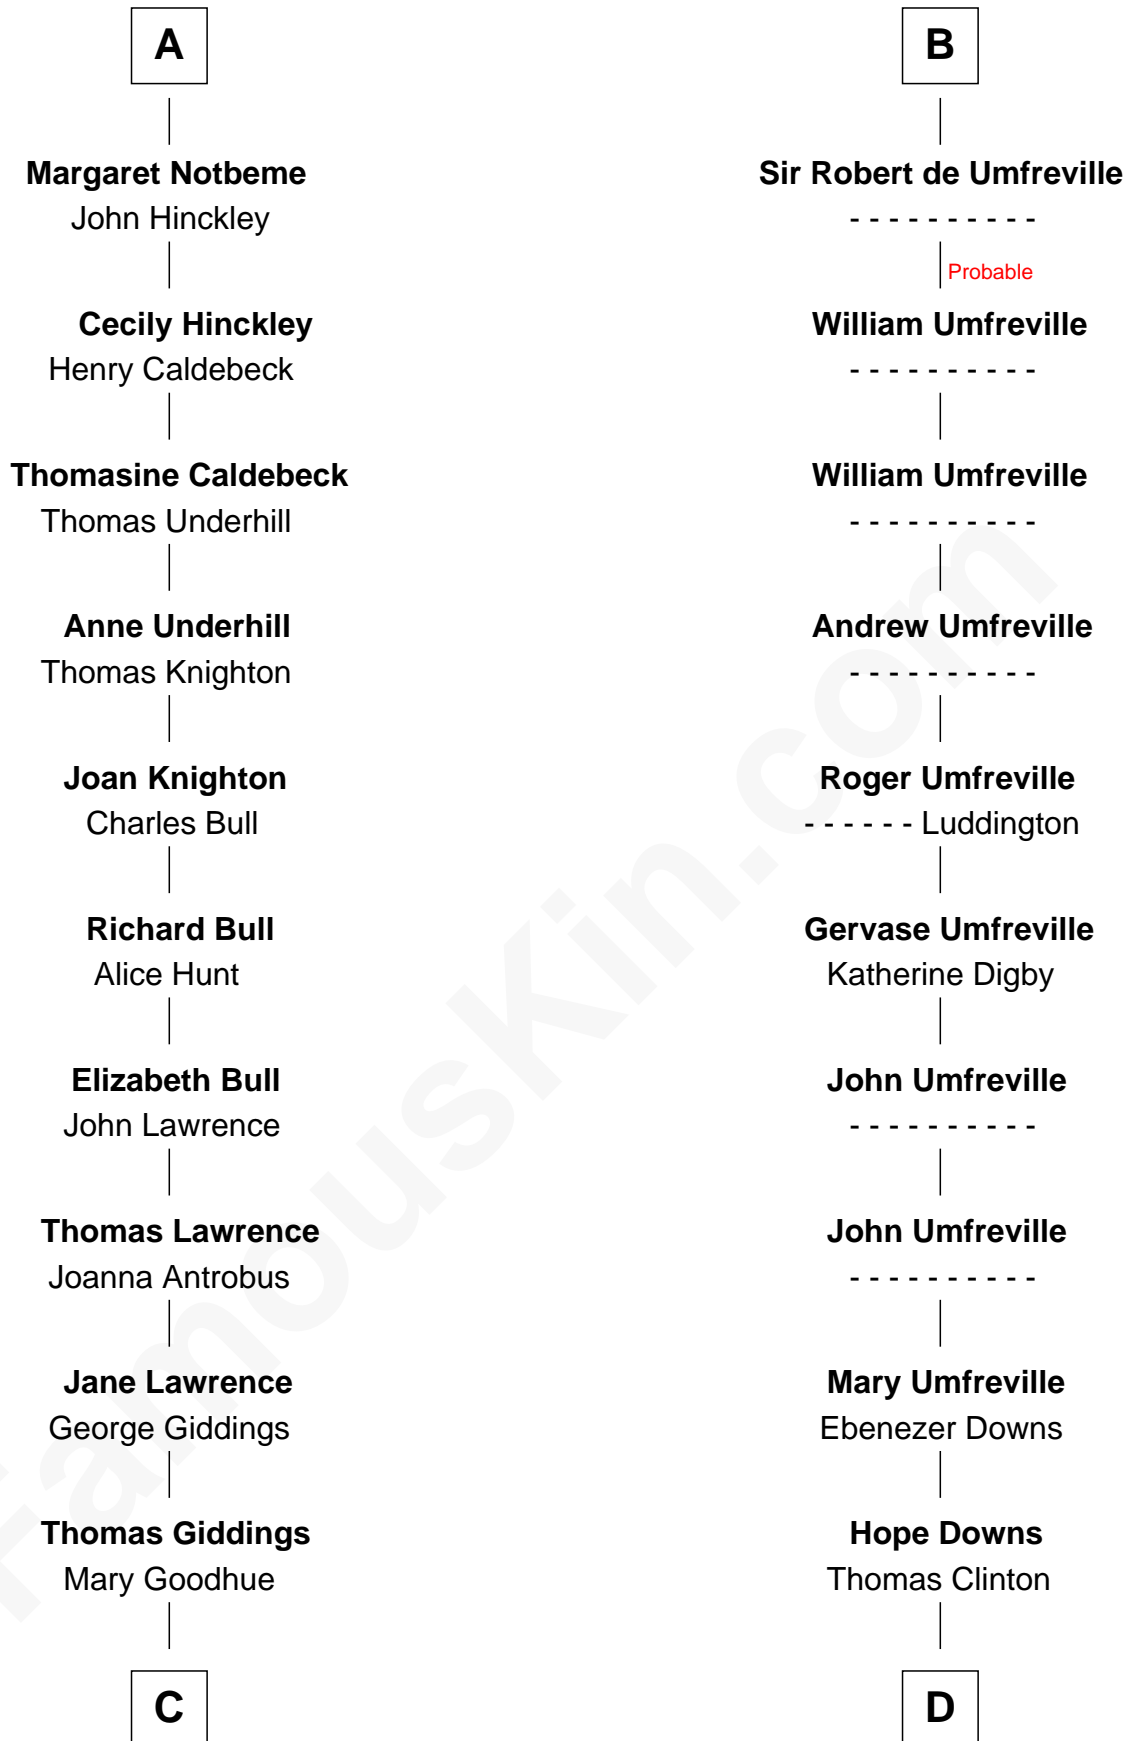 A
Margaret Notbeme
John Hinckley
Cecily Hinckley
Henry Caldebeck
Thomasine Caldebeck
Thomas Underhill
Anne Underhill
Thomas Knighton
Joan Knighton
Charles Bull
Richard Bull
Alice Hunt
Elizabeth Bull
John Lawrence
Thomas Lawrence
Joanna Antrobus
Jane Lawrence
George Giddings
Thomas Giddings
Mary Goodhue
C
B
Sir Robert de Umfreville
- - - - - - - - - -
Probable
William Umfreville
- - - - - - - - - -
William Umfreville
- - - - - - - - - -
Andrew Umfreville
- - - - - - - - - -
Roger Umfreville
- - - - - - Luddington
Gervase Umfreville
Katherine Digby
John Umfreville
- - - - - - - - - -
John Umfreville
- - - - - - - - - -
Mary Umfreville
Ebenezer Downs
Hope Downs
Thomas Clinton
D
FamousKin.com